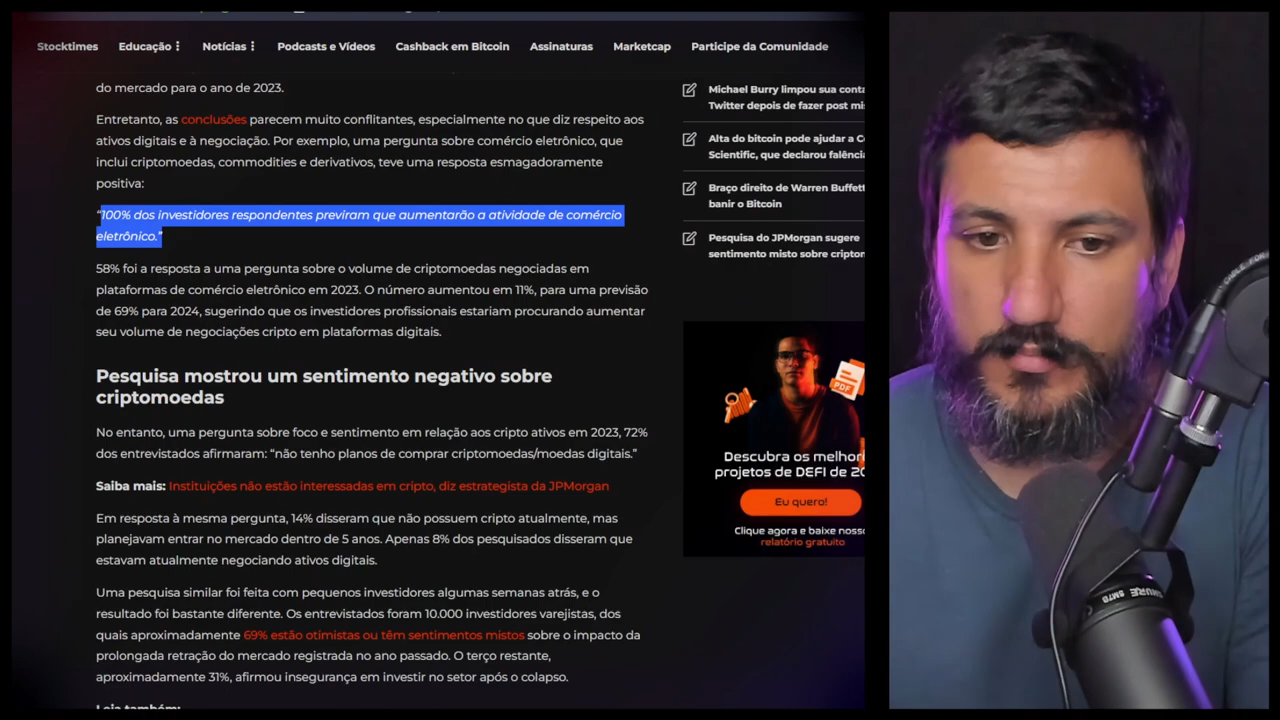 Stocktimes Educação Notícias Podcasts e Vídeos Cashback em Bitcoin Assinaturas Marketcap Participe da Comunidade
do mercado para o ano de 2023.
Entretanto, as conclusões parecem muito conflitantes, especialmente no que diz respeito aos
ativos digitais e à negociação. Por exemplo, uma pergunta sobre comércio eletrônico, que
inclui criptomoedas, commodities e derivativos, teve uma resposta esmagadoramente
positiva:
“100% dos investidores respondentes previram que aumentarão a atividade de comércio
eletrônico.”
58% foi a resposta a uma pergunta sobre o volume de criptomoedas negociadas em
plataformas de comércio eletrônico em 2023. O número aumentou em 11%, para uma previsão
de 69% para 2024, sugerindo que os investidores profissionais estariam procurando aumentar
seu volume de negociações cripto em plataformas digitais.
Pesquisa mostrou um sentimento negativo sobre
criptomoedas
No entanto, uma pergunta sobre foco e sentimento em relação aos cripto ativos em 2023, 72%
dos entrevistados afirmaram: “não tenho planos de comprar criptomoedas/moedas digitais.”
Saiba mais: Instituições não estão interessadas em cripto, diz estrategista da JPMorgan
Em resposta à mesma pergunta, 14% disseram que não possuem cripto atualmente, mas
planejavam entrar no mercado dentro de 5 anos. Apenas 8% dos pesquisados disseram que
estavam atualmente negociando ativos digitais.
Uma pesquisa similar foi feita com pequenos investidores algumas semanas atrás, e o
resultado foi bastante diferente. Os entrevistados foram 10.000 investidores varejistas, dos
quais aproximadamente 69% estão otimistas ou têm sentimentos mistos sobre o impacto da
prolongada retração do mercado registrada no ano passado. O terço restante,
aproximadamente 31%, afirmou insegurança em investir no setor após o colapso.
Leia também:
Michael Burry limpou sua conta
Twitter depois de fazer post mis
Alta do bitcoin pode ajudar a C
Scientific, que declarou falênci
Braço direito de Warren Buffett
banir o Bitcoin
Pesquisa do JPMorgan sugere
sentimento misto sobre cripton
PDF
Descubra os melhori
projetos de DEFI de 20
Eu quero!
Clique agora e baixe nosso
relatório gratuito
SHURE SM7B
CABLE FOR